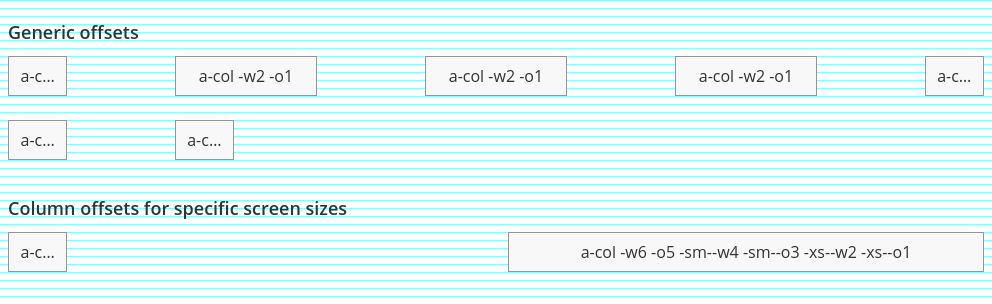 Generic offsets
a-c... a-col -w2 -o1 a-col -w2 -o1 a-col -w2 -o1 a-c...
a-c... a-c...
Column offsets for specific screen sizes
a-c... a-col -w6 -o5 -sm--w4 -sm--o3 -xs--w2 -xs--o1